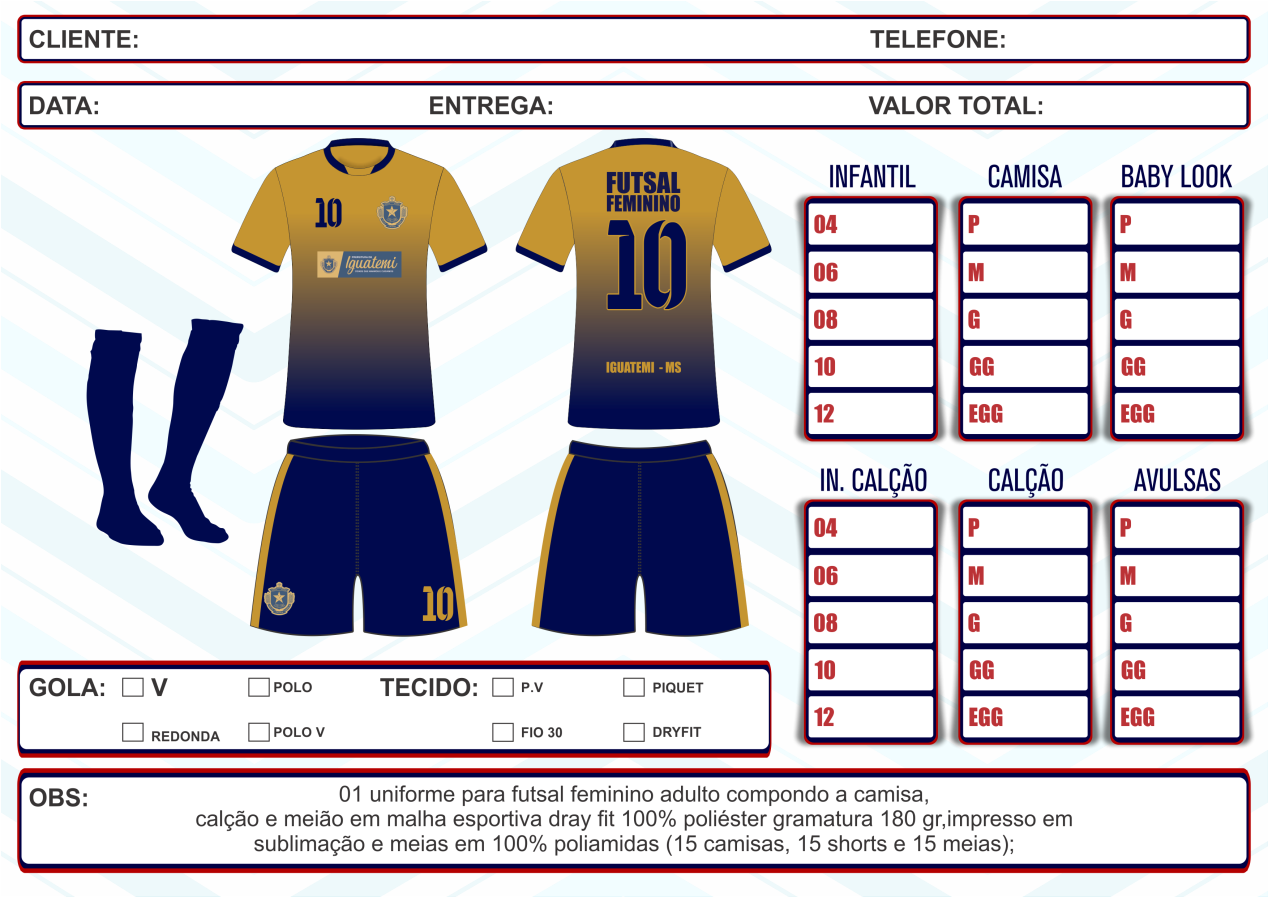 CLIENTE: TELEFONE:
DATA: ENTREGA: VALOR TOTAL:
10
Iguatemi
FUTSAL
FEMININO
10
IGUATEMI - MS
10
INFANTIL
04
06
08
10
12
CAMISA
P
M
G
GG
EGG
BABY LOOK
P
M
G
GG
EGG
IN. CALÇÃO
04
06
08
10
12
CALÇÃO
P
M
G
GG
EGG
AVULSAS
P
M
G
GG
EGG
GOLA: V POLO TECIDO: P.V PIQUET
REDONDA POLO V FIO 30 DRYFIT
OBS: 01 uniforme para futsal feminino adulto compondo a camisa,
calção e meião em malha esportiva dray fit 100% poliéster gramatura 180 gr,impresso em
sublimação e meias em 100% poliamidas (15 camisas, 15 shorts e 15 meias);